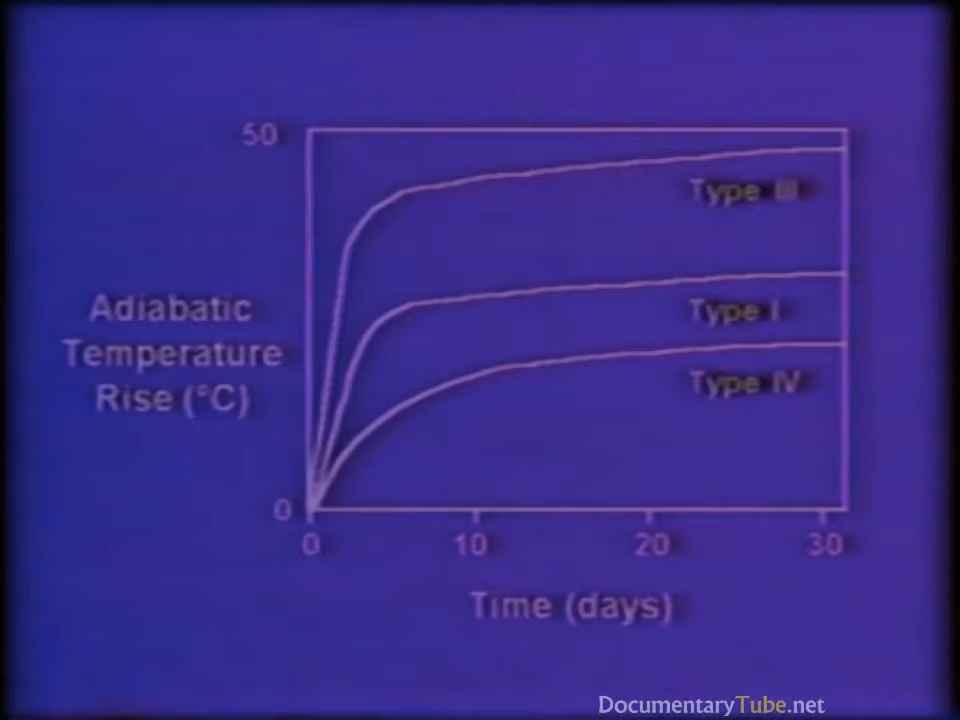 50
Type III
Adiabatic
Temperature
Rise (°C)
Type I
Type IV
0
0 10 20 30
Time (days)
DocumentaryTube.net